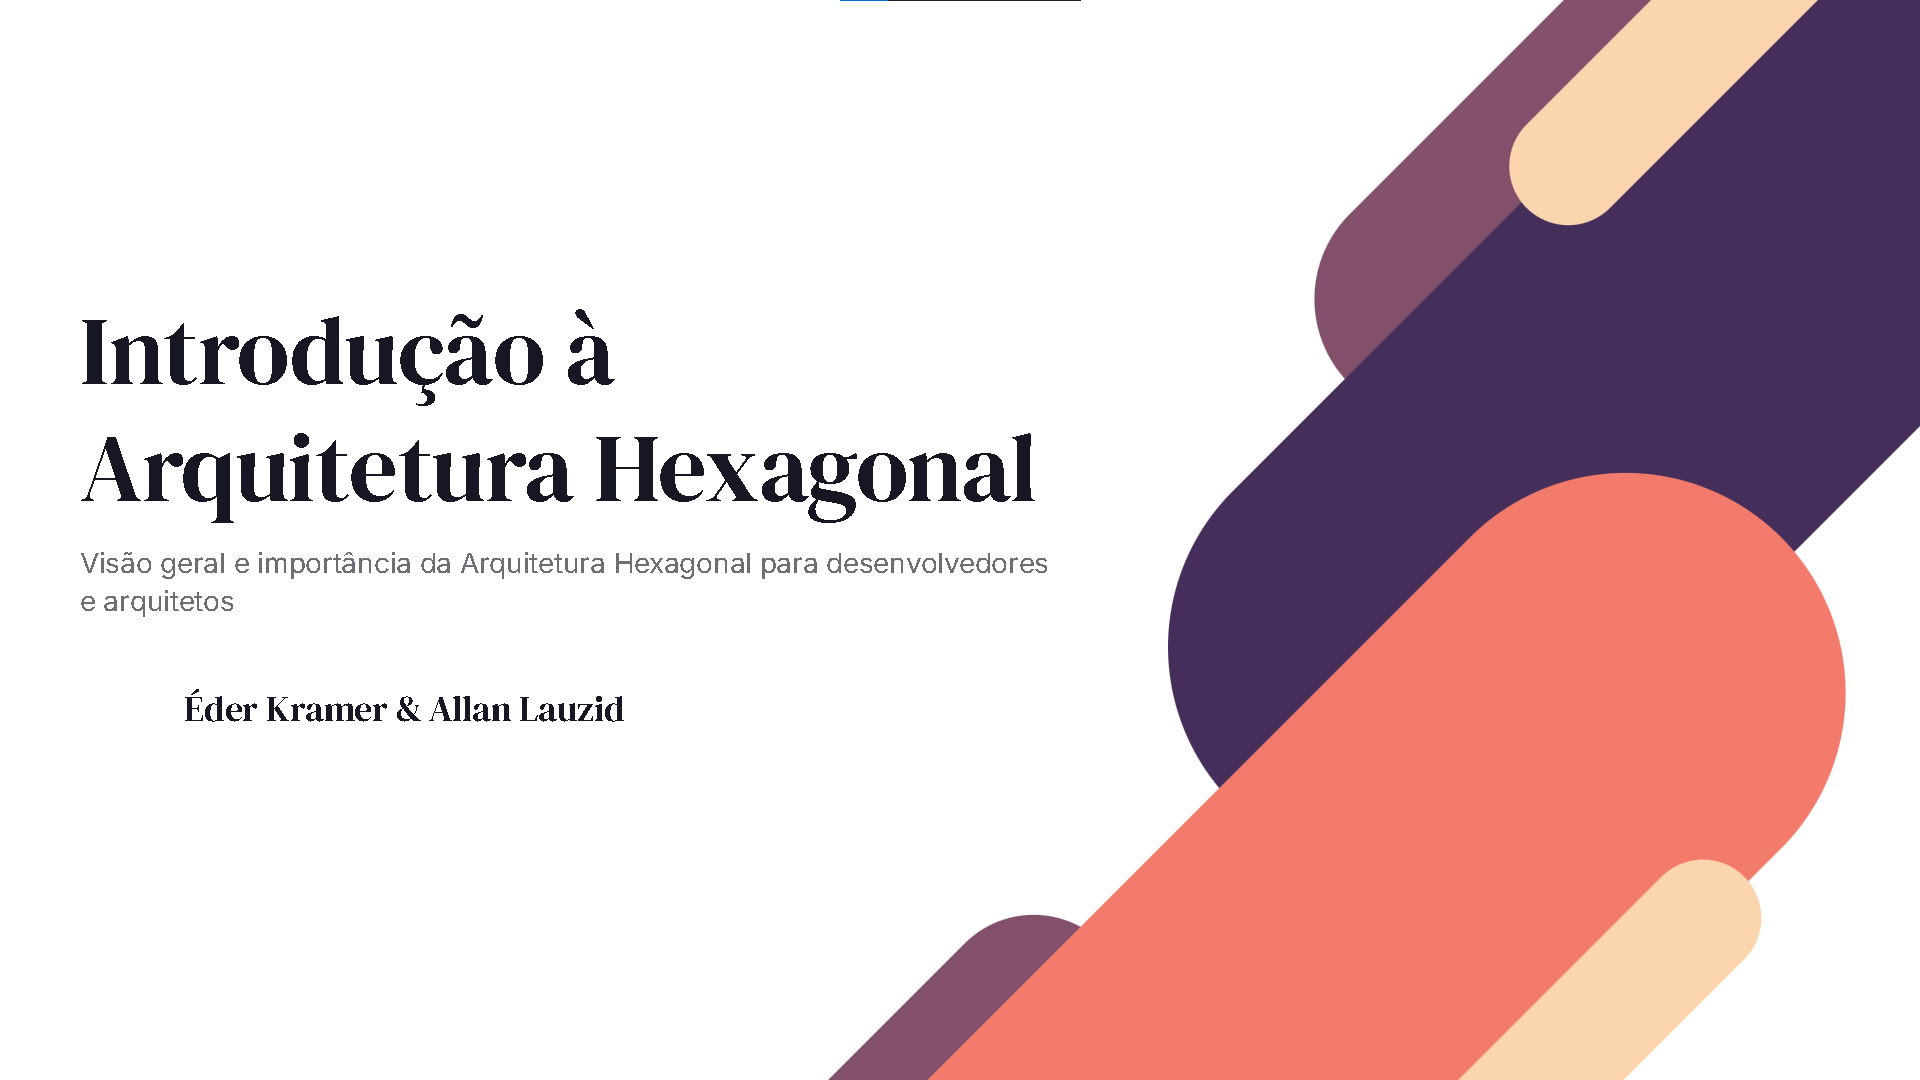 Introdução à
Arquitetura Hexagonal
Visão geral e importância da Arquitetura Hexagonal para desenvolvedores
e arquitetos
Éder Kramer & Allan Lauzid